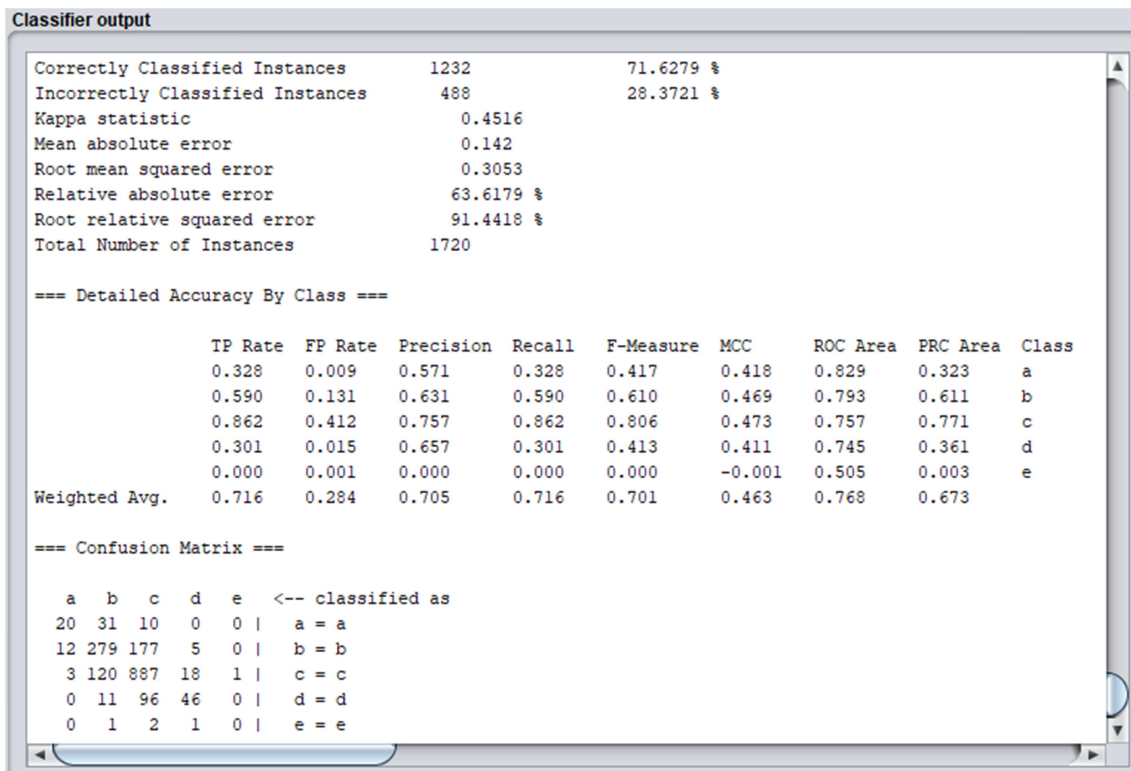 Classifier output
Correctly Classified Instances 1232 71.6279 %
Incorrectly Classified Instances 488 28.3721 %
Kappa statistic 0.4516
Mean absolute error 0.142
Root mean squared error 0.3053
Relative absolute error 63.6179 %
Root relative squared error 91.4418 %
Total Number of Instances 1720
=== Detailed Accuracy By Class ===
TP Rate FP Rate Precision Recall F-Measure MCC ROC Area PRC Area Class
0.328 0.009 0.571 0.328 0.417 0.418 0.829 0.323 a
0.590 0.131 0.631 0.590 0.610 0.469 0.793 0.611 b
0.862 0.412 0.757 0.862 0.806 0.473 0.757 0.771 c
0.301 0.015 0.657 0.301 0.413 0.411 0.745 0.361 d
0.000 0.001 0.000 0.000 0.000 -0.001 0.505 0.003 e
Weighted Avg. 0.716 0.284 0.705 0.716 0.701 0.463 0.768 0.673
=== Confusion Matrix ===
a b c d e <-- classified as
20 31 10 0 0 | a = a
12 279 177 5 0 | b = b
3 120 887 18 1 | c = c
0 11 96 46 0 | d = d
0 1 2 1 0 | e = e